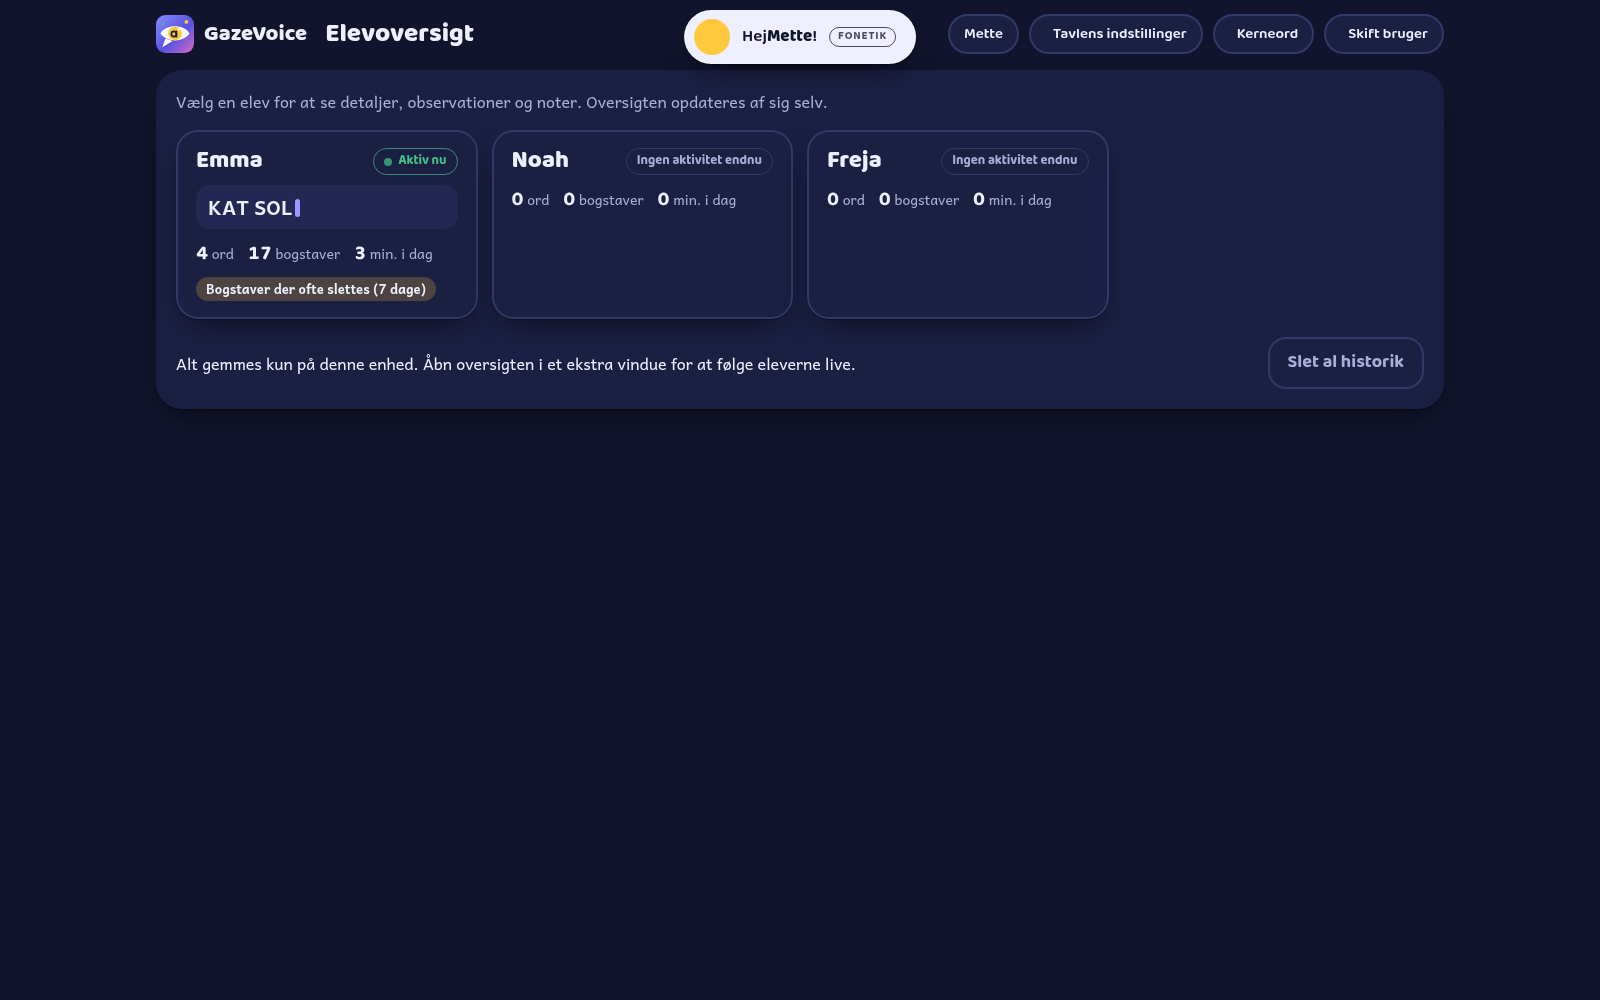 GazeVoice Elevoversigt
HejMette! FONETIK
Mette
Tavlens indstillinger
Kerneord
Skift bruger
Vælg en elev for at se detaljer, observationer og noter. Oversigten opdateres af sig selv.
Emma
Aktiv nu
KAT SOL
4 ord 17 bogstaver 3 min. i dag
Bogstaver der ofte slettes (7 dage)
Noah
Ingen aktivitet endnu
0 ord 0 bogstaver 0 min. i dag
Freja
Ingen aktivitet endnu
0 ord 0 bogstaver 0 min. i dag
Alt gemmes kun på denne enhed. Åbn oversigten i et ekstra vindue for at følge eleverne live.
Slet al historik